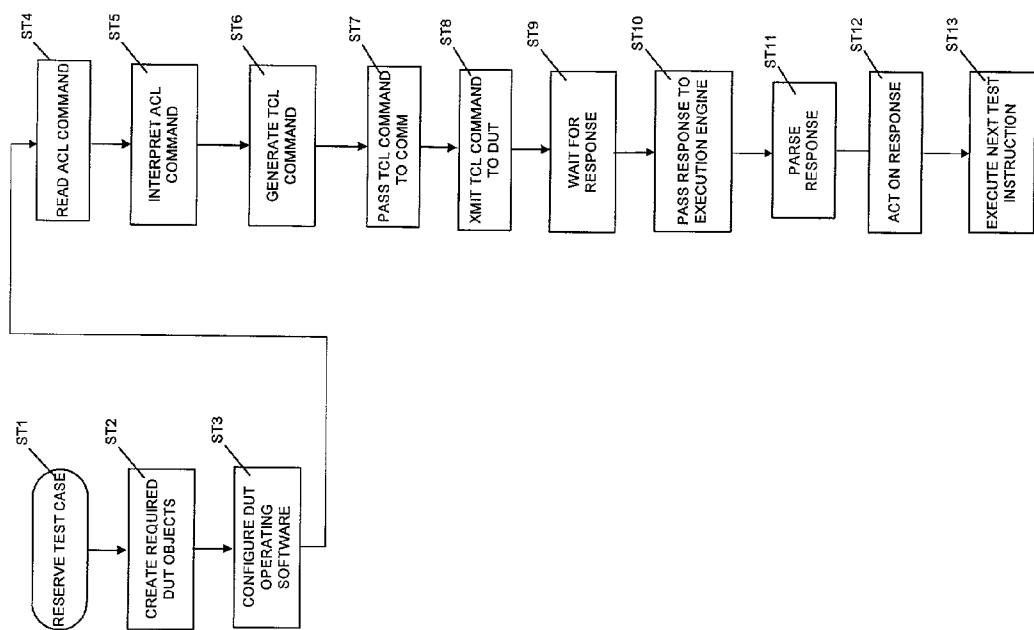 ST1
RESERVE TEST CASE
ST2
CREATE REQUIRED
DUT OBJECTS
ST3
CONFIGURE DUT
OPERATING
SOFTWARE
ST4
READ ACL COMMAND
ST5
INTERPRET ACL
COMMAND
ST6
GENERATE TCL
COMMAND
ST7
PASS TCL COMMAND
TO COMM
ST8
XMIT TCL COMMAND
TO DUT
ST9
WAIT FOR
RESPONSE
ST10
PASS RESPONSE TO
EXECUTION ENGINE
ST11
PARSE
RESPONSE
ST12
ACT ON RESPONSE
ST13
EXECUTE NEXT TEST
INSTRUCTION